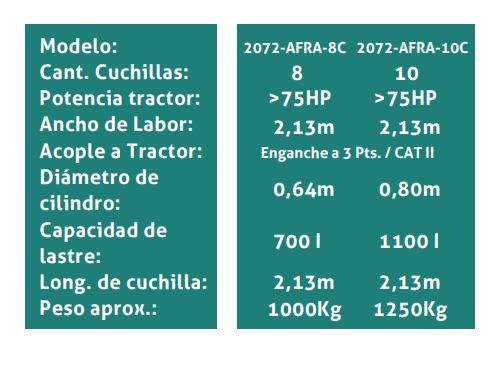 Modelo: 2072-AFRA-8C 2072-AFRA-10C
Cant. Cuchillas: 8 10
Potencia tractor: >75HP >75HP
Ancho de Labor: 2,13m 2,13m
Acople a Tractor: Enganche a 3 Pts. / CAT II
Diámetro de
cilindro: 0,64m 0,80m
Capacidad de
lastre: 700 l 1100 l
Long. de cuchilla: 2,13m 2,13m
Peso aprox.: 1000Kg 1250Kg